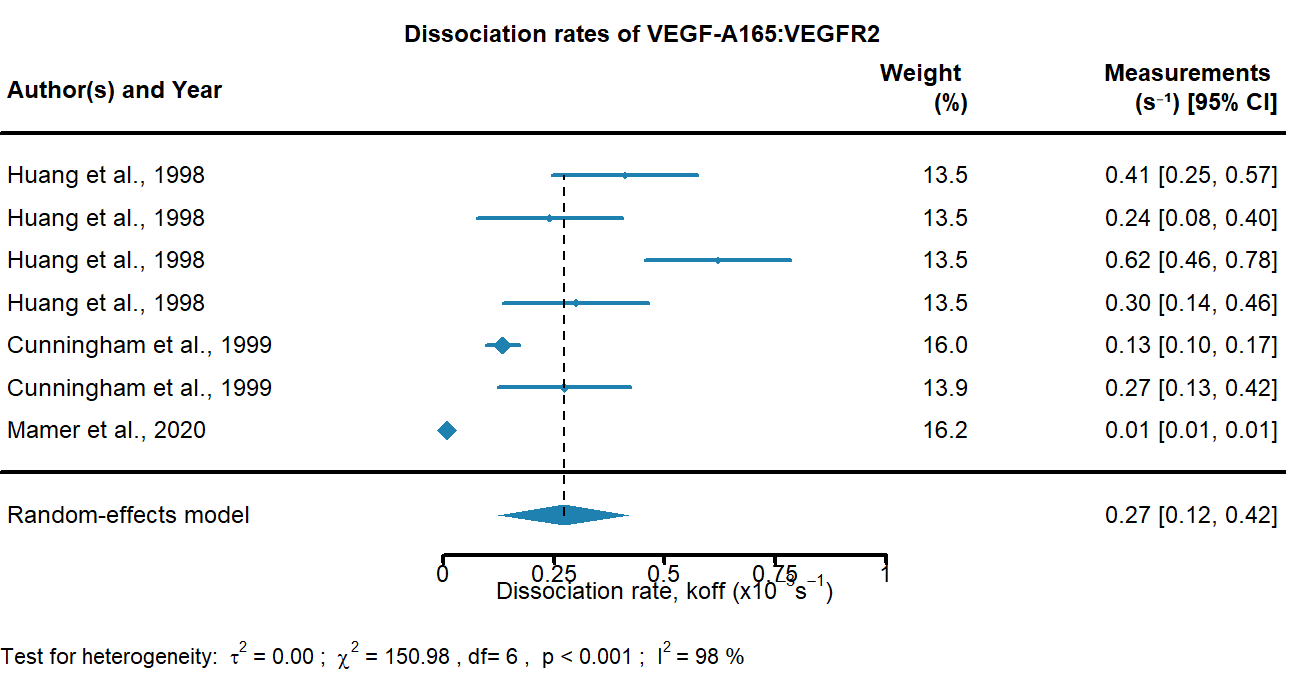 Dissociation rates of VEGF-A165:VEGFR2
Author(s) and Year Weight (%) Measurements (s⁻¹) [95% CI]
Huang et al., 1998 13.5 0.41 [0.25, 0.57]
Huang et al., 1998 13.5 0.24 [0.08, 0.40]
Huang et al., 1998 13.5 0.62 [0.46, 0.78]
Huang et al., 1998 13.5 0.30 [0.14, 0.46]
Cunningham et al., 1999 16.0 0.13 [0.10, 0.17]
Cunningham et al., 1999 13.9 0.27 [0.13, 0.42]
Mamer et al., 2020 16.2 0.01 [0.01, 0.01]
Random-effects model 0.27 [0.12, 0.42]
0 0.25 0.5 0.75 1
Dissociation rate, koff (x10⁻³s⁻¹)
Test for heterogeneity: τ² = 0.00 ; χ² = 150.98 , df= 6 , p < 0.001 ; I² = 98 %